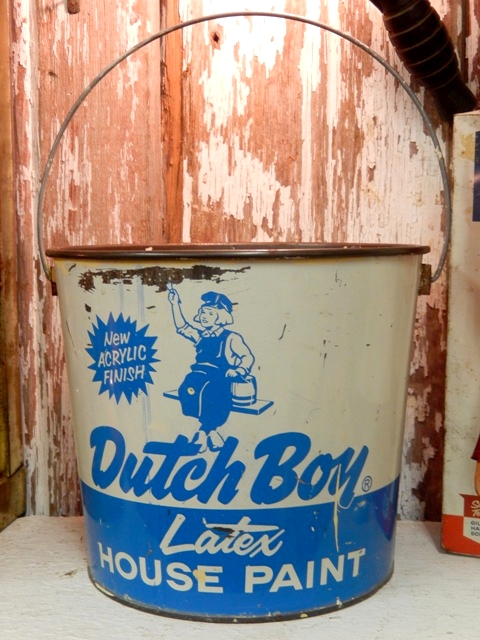 New
ACRYLIC
FINISH
Dutch Boy®
Latex
HOUSE PAINT